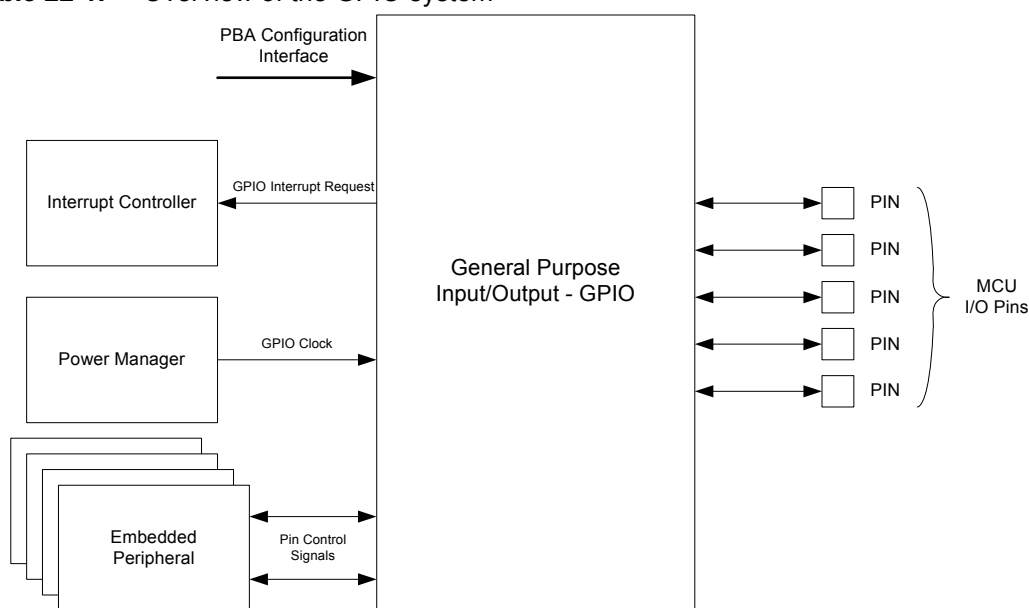 PBA Configuration
Interface
Interrupt Controller
GPIO Interrupt Request
Power Manager
GPIO Clock
Embedded
Peripheral
Pin Control
Signals
General Purpose
Input/Output - GPIO
PIN
PIN
PIN
PIN
PIN
MCU
I/O Pins